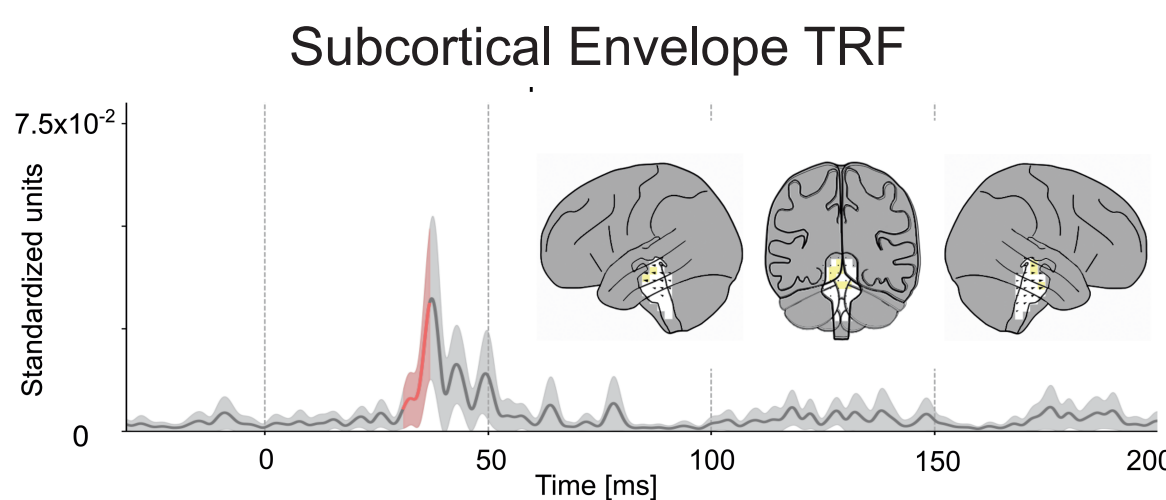 Subcortical Envelope TRF
7.5x10-2
Standardized units
0
0 50 100 150 200
Time [ms]